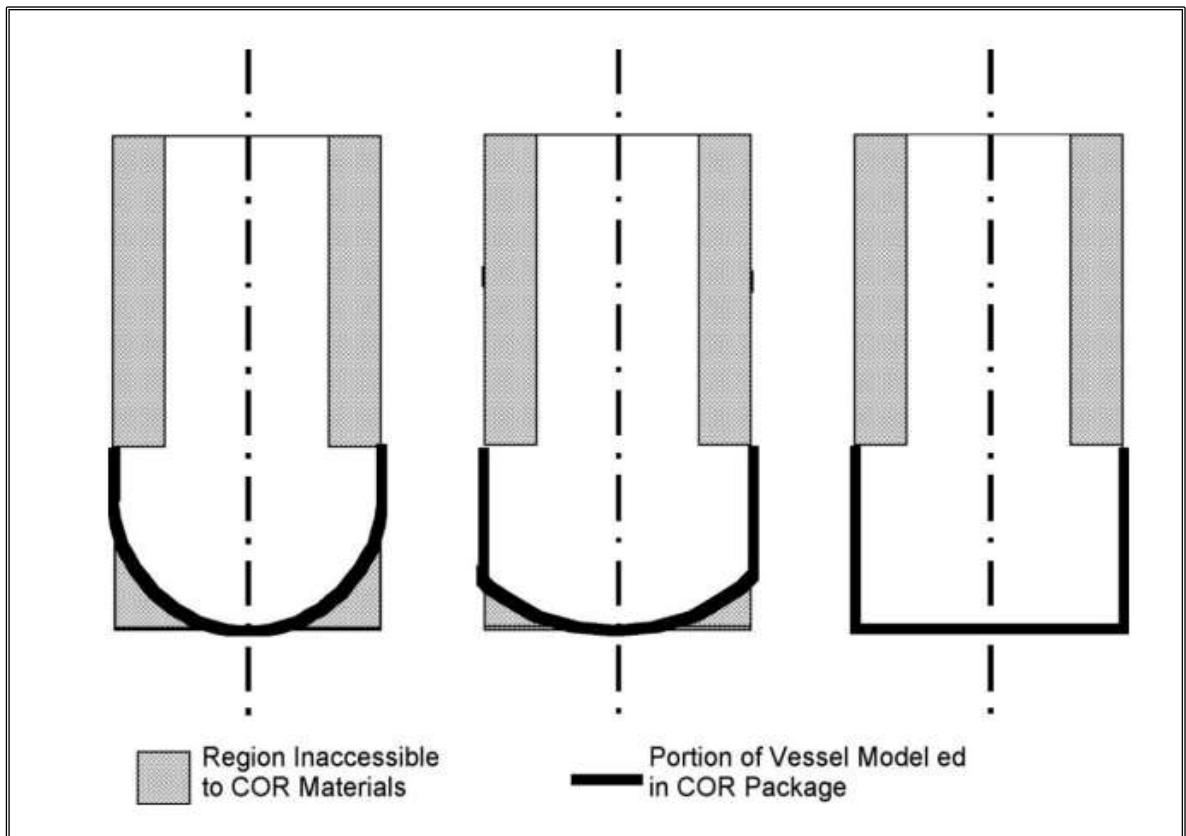 Region Inaccessible
to COR Materials
Portion of Vessel Model ed
in COR Package